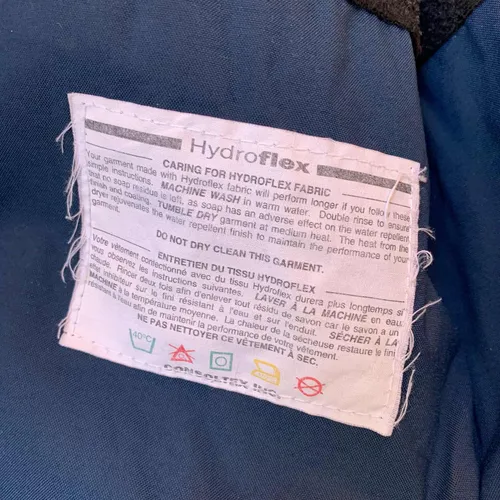 Hydroflex
CARING FOR HYDROFLEX FABRIC
Your garment made with Hydroflex fabric will perform longer if you follow these
simple instructions. MACHINE WASH in warm water. Double rinse to ensure
that no soap residue is left, as soap has an adverse effect on the water repellent
finish and coating. TUMBLE DRY garment at medium heat. The heat from the
dryer rejuvenates the water repellent finish to maintain the performance of your
garment.
DO NOT DRY CLEAN THIS GARMENT.
ENTRETIEN DU TISSU HYDROFLEX
Votre vêtement confectionné avec du tissu Hydroflex durera plus longtemps si
vous observez les instructions suivantes. LAVER À LA MACHINE en eau
chaude. Rincer deux fois afin d'enlever tout résidu de savon car le savon a un
effet inhibiteur sur le fini résistant à l'eau et sur l'enduit. SÉCHER À LA
MACHINE à la température moyenne. La chaleur de la sécheuse restaure le fini
résistant à l'eau afin de maintenir la performance de votre vêtement.
NE PAS NETTOYER CE VÊTEMENT À SEC.
40°C
CONSOLTEX INC.